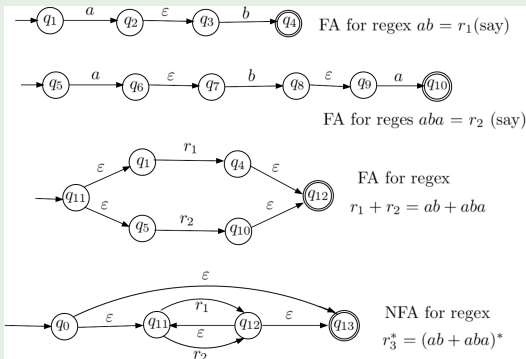 q1 a q2 ε q3 b q4 FA for regex ab = r1(say)
q5 a q6 ε q7 b q8 ε q9 a q10
FA for reges aba = r2 (say)
q11 ε q1 r1 q4 ε q12
ε q5 r2 q10 ε
FA for regex
r1 + r2 = ab + aba
ε
q0 ε q11 r1 q12 ε q13
ε
r2
NFA for regex
r3* = (ab + aba)*